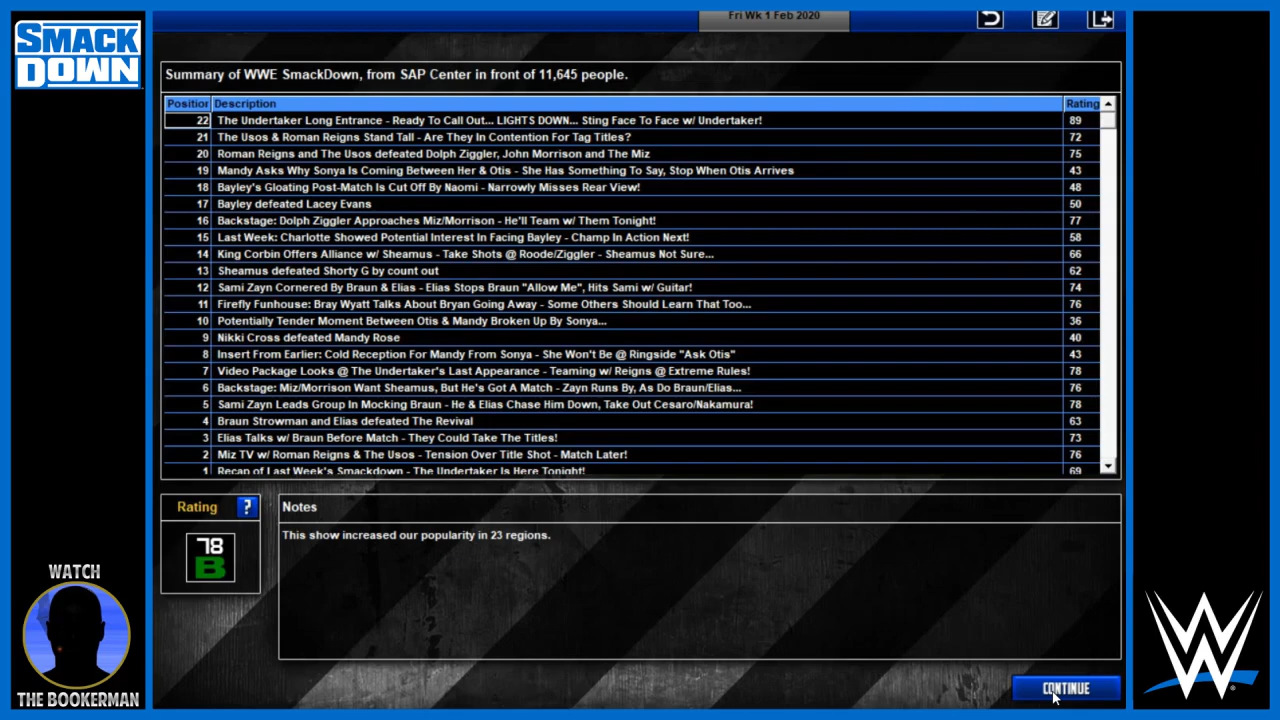 SMACK
DOWN
Fri Wk 1 Feb 2020
Summary of WWE SmackDown, from SAP Center in front of 11,645 people.
Position Description Rating
22 The Undertaker Long Entrance - Ready To Call Out... LIGHTS DOWN... Sting Face To Face w/ Undertaker! 89
21 The Usos & Roman Reigns Stand Tall - Are They In Contention For Tag Titles? 72
20 Roman Reigns and The Usos defeated Dolph Ziggler, John Morrison and The Miz 75
19 Mandy Asks Why Sonya Is Coming Between Her & Otis - She Has Something To Say, Stop When Otis Arrives 43
18 Bayley's Gloating Post-Match Is Cut Off By Naomi - Narrowly Misses Rear View! 48
17 Bayley defeated Lacey Evans 50
16 Backstage: Dolph Ziggler Approaches Miz/Morrison - He'll Team w/ Them Tonight! 77
15 Last Week: Charlotte Showed Potential Interest In Facing Bayley - Champ In Action Next! 58
14 King Corbin Offers Alliance w/ Sheamus - Take Shots @ Roode/Ziggler - Sheamus Not Sure... 66
13 Sheamus defeated Shorty G by count out 62
12 Sami Zayn Cornered By Braun & Elias - Elias Stops Braun "Allow Me", Hits Sami w/ Guitar! 74
11 Firefly Funhouse: Bray Wyatt Talks About Bryan Going Away - Some Others Should Learn That Too... 76
10 Potentially Tender Moment Between Otis & Mandy Broken Up By Sonya... 36
9 Nikki Cross defeated Mandy Rose 40
8 Insert From Earlier: Cold Reception For Mandy From Sonya - She Won't Be @ Ringside "Ask Otis" 43
7 Video Package Looks @ The Undertaker's Last Appearance - Teaming w/ Reigns @ Extreme Rules! 78
6 Backstage: Miz/Morrison Want Sheamus, But He's Got A Match - Zayn Runs By, As Do Braun/Elias... 76
5 Sami Zayn Leads Group In Mocking Braun - He & Elias Chase Him Down, Take Out Cesaro/Nakamura! 78
4 Braun Strowman and Elias defeated The Revival 63
3 Elias Talks w/ Braun Before Match - They Could Take The Titles! 73
2 Miz TV w/ Roman Reigns & The Usos - Tension Over Title Shot - Match Later! 76
1 Recap of Last Week's Smackdown - The Undertaker Is Here Tonight! 69
Rating ? Notes
78
B
This show increased our popularity in 23 regions.
WATCH
THE BOOKERMAN
CONTINUE
W